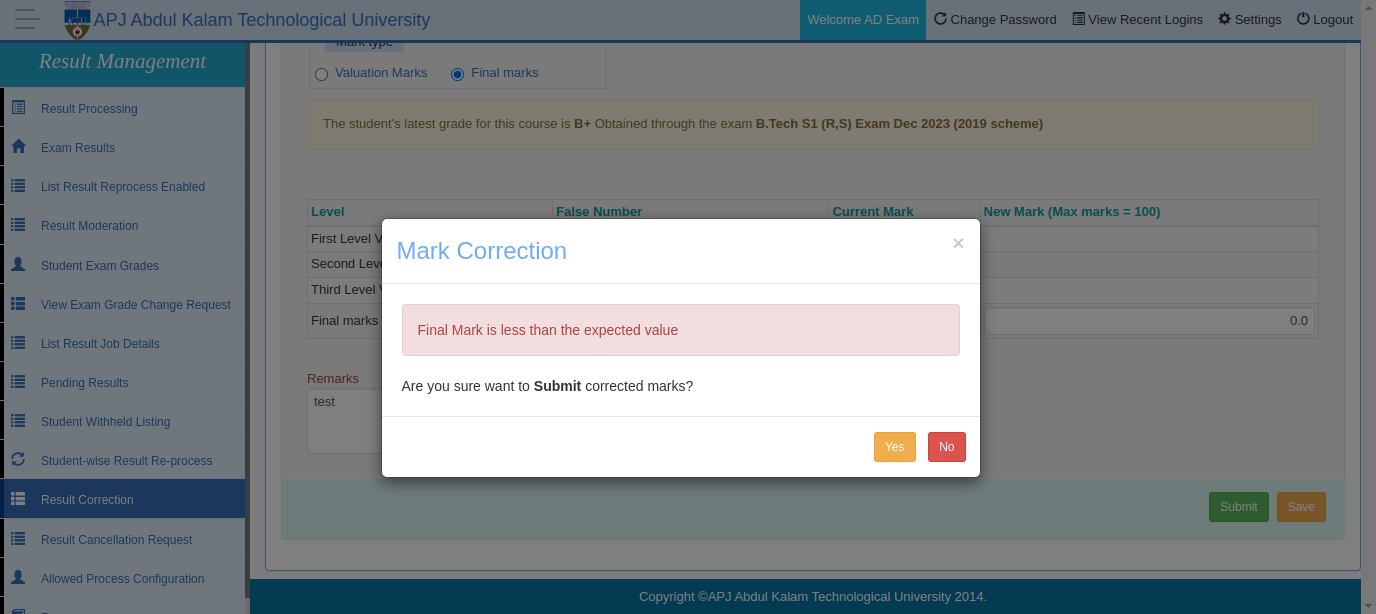 APJ Abdul Kalam Technological University
Welcome AD Exam
Change Password
View Recent Logins
Settings
Logout
Result Management
Result Processing
Exam Results
List Result Reprocess Enabled
Result Moderation
Student Exam Grades
View Exam Grade Change Request
List Result Job Details
Pending Results
Student Withheld Listing
Student-wise Result Re-process
Result Correction
Result Cancellation Request
Allowed Process Configuration
Mark type
Valuation Marks
Final marks
The student's latest grade for this course is B+ Obtained through the exam B.Tech S1 (R,S) Exam Dec 2023 (2019 scheme)
Level False Number Current Mark New Mark (Max marks = 100)
First Level V
Second Leve
Third Level V
Final marks 0.0
Mark Correction ×
Final Mark is less than the expected value
Are you sure want to Submit corrected marks?
Yes No
Remarks
test
Submit Save
Copyright ©APJ Abdul Kalam Technological University 2014.